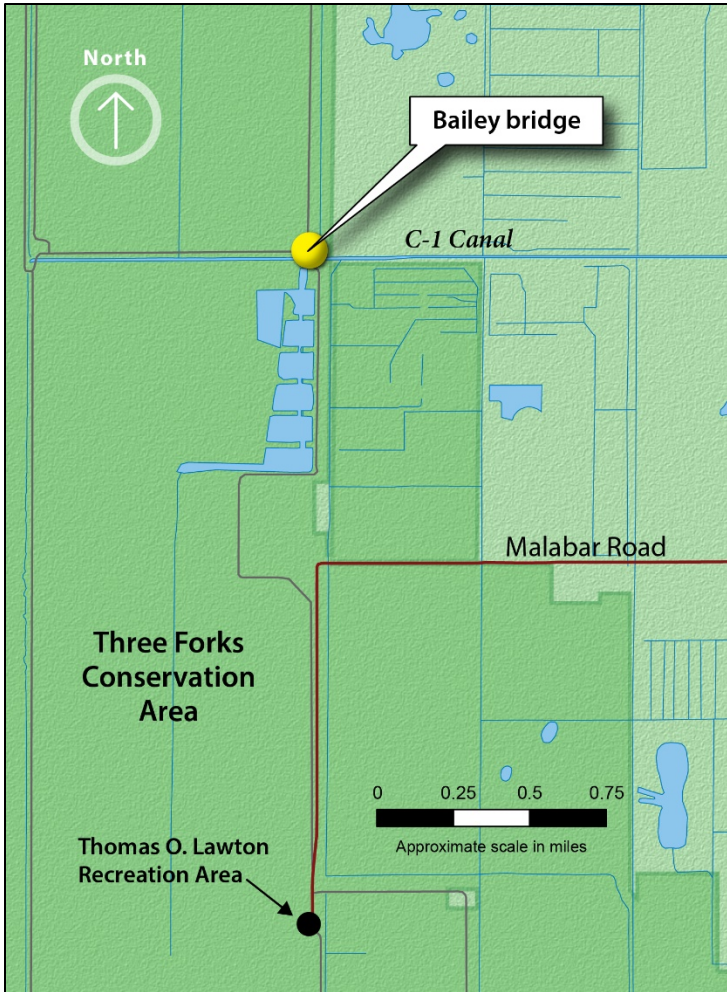 North
Bailey bridge
C-1 Canal
Malabar Road
Three Forks
Conservation
Area
0 0.25 0.5 0.75
Approximate scale in miles
Thomas O. Lawton
Recreation Area